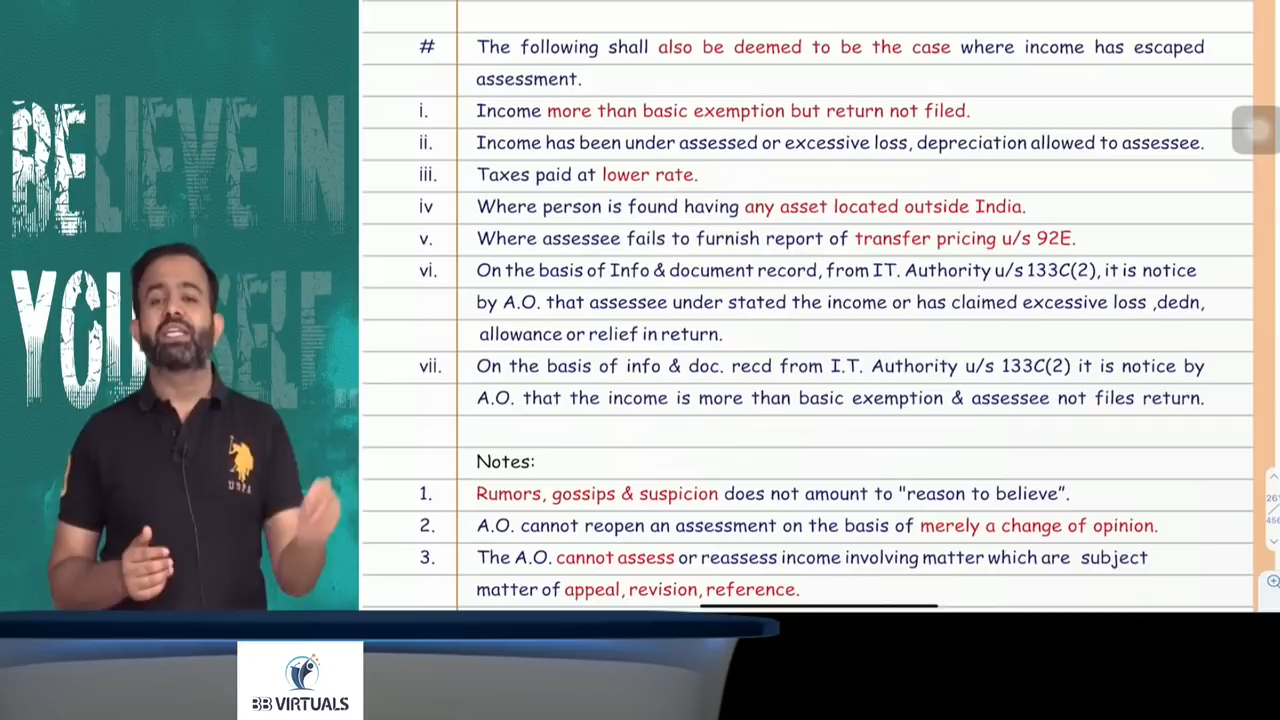 BELIEVE IN
YOURSELF
USPA
BB VIRTUALS
# The following shall also be deemed to be the case where income has escaped
assessment.
i. Income more than basic exemption but return not filed.
ii. Income has been under assessed or excessive loss, depreciation allowed to assessee.
iii. Taxes paid at lower rate.
iv Where person is found having any asset located outside India.
v. Where assessee fails to furnish report of transfer pricing u/s 92E.
vi. On the basis of Info & document record, from IT. Authority u/s 133C(2), it is notice
by A.O. that assessee under stated the income or has claimed excessive loss ,dedn,
allowance or relief in return.
vii. On the basis of info & doc. recd from I.T. Authority u/s 133C(2) it is notice by
A.O. that the income is more than basic exemption & assessee not files return.
Notes:
1. Rumors, gossips & suspicion does not amount to "reason to believe”.
2. A.O. cannot reopen an assessment on the basis of merely a change of opinion.
3. The A.O. cannot assess or reassess income involving matter which are subject
matter of appeal, revision, reference.